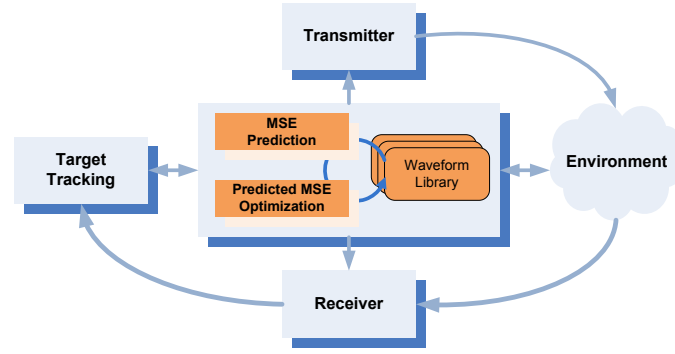 Transmitter
MSE
Prediction
Target
Tracking
Predicted MSE
Optimization
Waveform
Library
Environment
Receiver